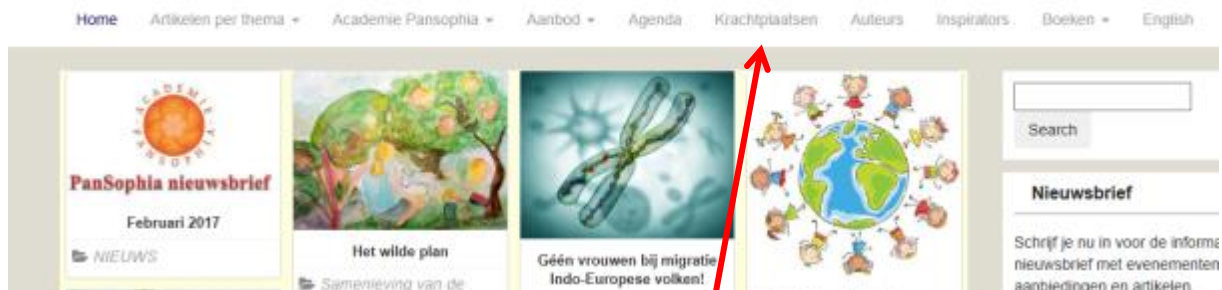 Home Artikelen per thema Academie Pansophia Aanbod Agenda Krachtplaatsen Auteurs Inspirators Boeken English
ACADEMIE PANSOPHIA
PanSophia nieuwsbrief
Februari 2017
NIEUWS
Het wilde plan
Samenleving van de
Géén vrouwen bij migratie
Indo-Europese volken!
Search
Nieuwsbrief
Schrijf je nu in voor de informa
nieuwsbrief met evenementen
aanbiedingen en artikelen